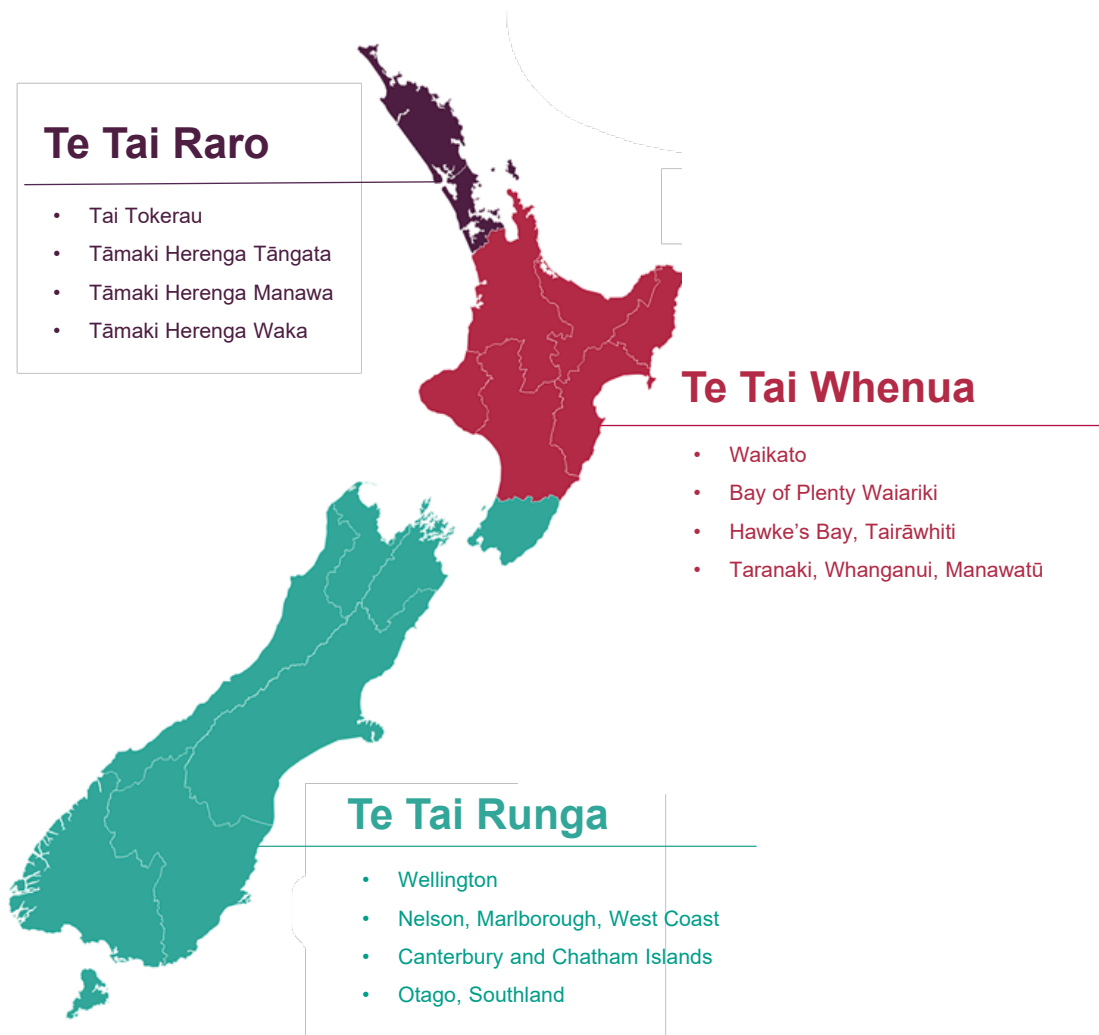 Te Tai Raro
• Tai Tokerau
• Tāmaki Herenga Tāngata
• Tāmaki Herenga Manawa
• Tāmaki Herenga Waka
Te Tai Whenua
• Waikato
• Bay of Plenty Waiariki
• Hawke’s Bay, Tairāwhiti
• Taranaki, Whanganui, Manawatū
Te Tai Runga
• Wellington
• Nelson, Marlborough, West Coast
• Canterbury and Chatham Islands
• Otago, Southland